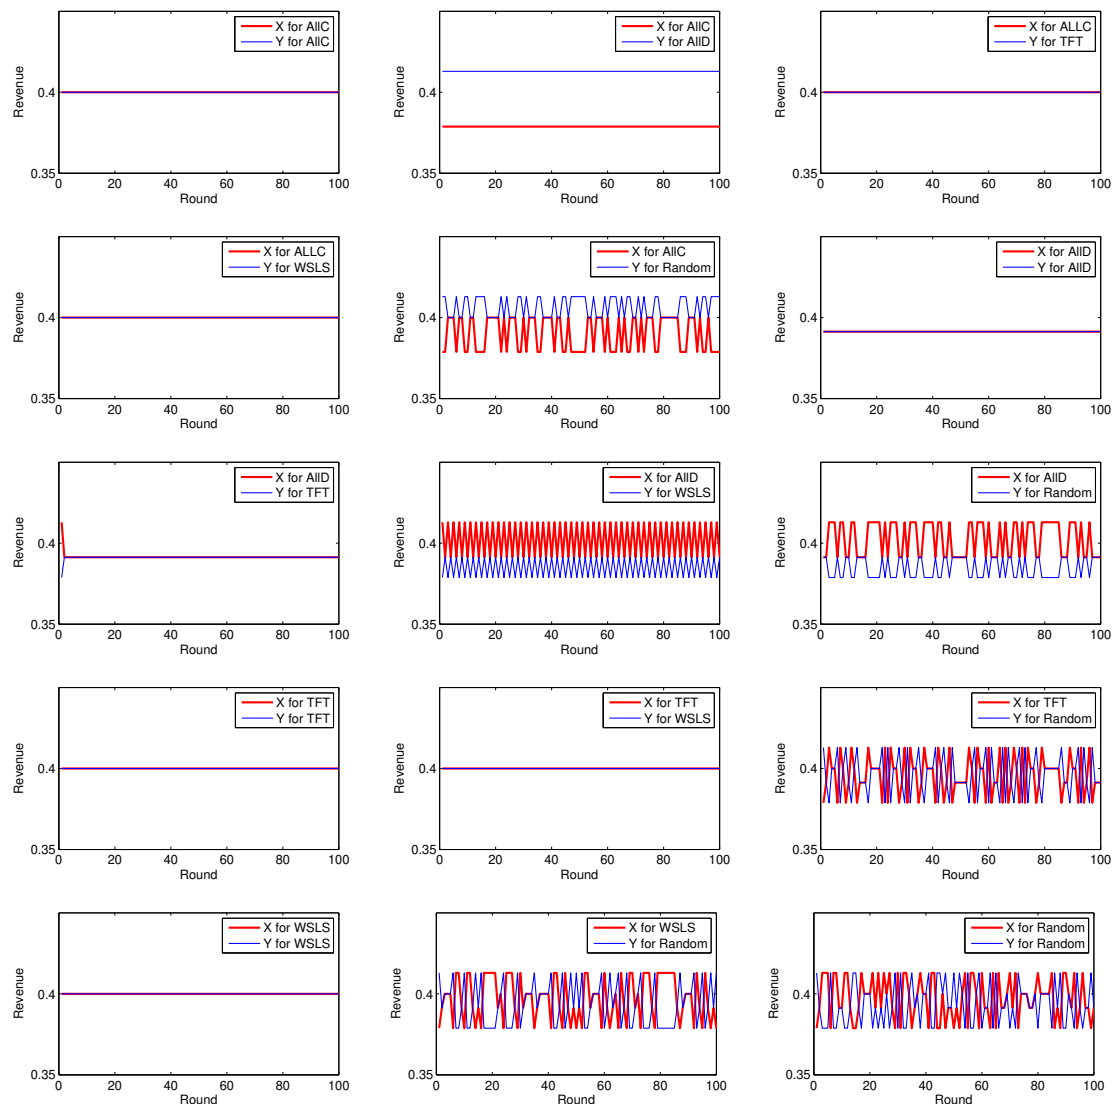 X for AllC
Y for AllC
Revenue
0.4
0.35
0 20 40 60 80 100
Round
X for AllC
Y for AllD
Revenue
0.4
0.35
0 20 40 60 80 100
Round
X for ALLC
Y for TFT
Revenue
0.4
0.35
0 20 40 60 80 100
Round
X for ALLC
Y for WSLS
Revenue
0.4
0.35
0 20 40 60 80 100
Round
X for AllC
Y for Random
Revenue
0.4
0.35
0 20 40 60 80 100
Round
X for AllD
Y for AllD
Revenue
0.4
0.35
0 20 40 60 80 100
Round
X for AllD
Y for TFT
Revenue
0.4
0.35
0 20 40 60 80 100
Round
X for AllD
Y for WSLS
Revenue
0.4
0.35
0 20 40 60 80 100
Round
X for AllD
Y for Random
Revenue
0.4
0.35
0 20 40 60 80 100
Round
X for TFT
Y for TFT
Revenue
0.4
0.35
0 20 40 60 80 100
Round
X for TFT
Y for WSLS
Revenue
0.4
0.35
0 20 40 60 80 100
Round
X for TFT
Y for Random
Revenue
0.4
0.35
0 20 40 60 80 100
Round
X for WSLS
Y for WSLS
Revenue
0.4
0.35
0 20 40 60 80 100
Round
X for WSLS
Y for Random
Revenue
0.4
0.35
0 20 40 60 80 100
Round
X for Random
Y for Random
Revenue
0.4
0.35
0 20 40 60 80 100
Round